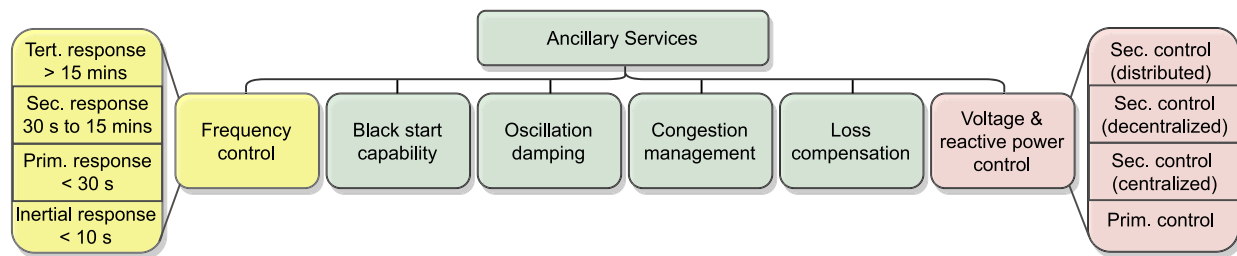 Ancillary Services
Tert. response
> 15 mins
Sec. response
30 s to 15 mins
Prim. response
< 30 s
Inertial response
< 10 s
Frequency
control
Black start
capability
Oscillation
damping
Congestion
management
Loss
compensation
Voltage &
reactive power
control
Sec. control
(distributed)
Sec. control
(decentralized)
Sec. control
(centralized)
Prim. control